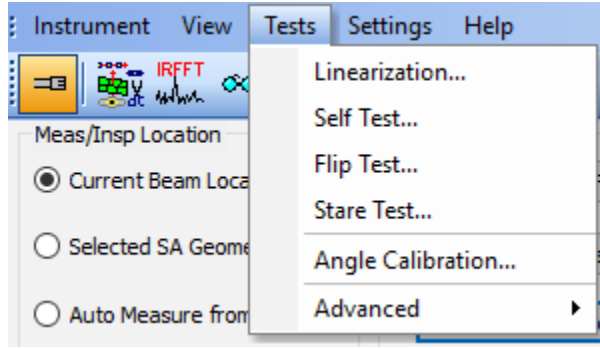 Instrument View Tests Settings Help
IRFFT
Linearization...
Meas/Insp Location
Self Test...
Current Beam Loca
Flip Test...
Stare Test...
Selected SA Geome
Angle Calibration...
Auto Measure from
Advanced